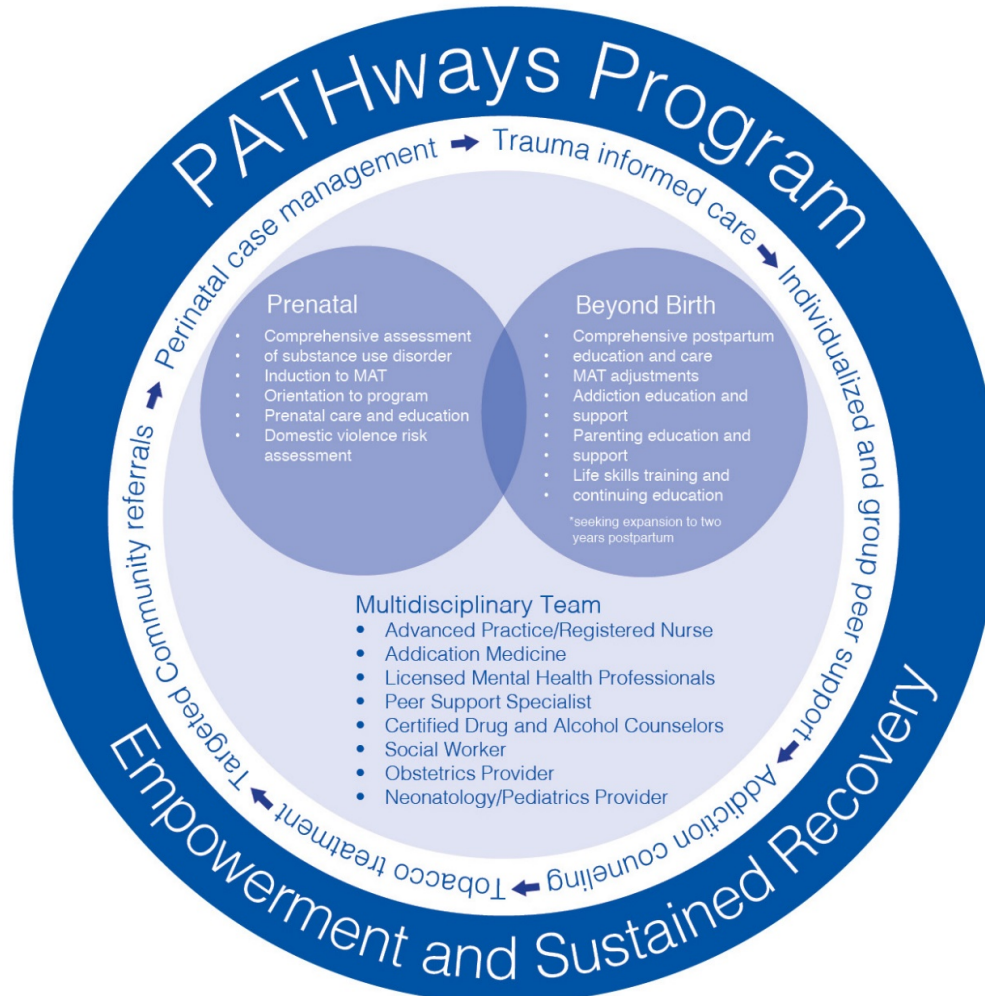 PATHways Program
Perinatal case management → Trauma informed care → Individualized and group peer support → Addiction couneling → Tobacco treatment → Targeted Community referrals →
Prenatal
• Comprehensive assessment
• of substance use disorder
• Induction to MAT
• Orientation to program
• Prenatal care and education
• Domestic violence risk
assessment
Beyond Birth
• Comprehensive postpartum
• education and care
• MAT adjustments
• Addiction education and
• support
• Parenting education and
• support
• Life skills training and
• continuing education
*seeking expansion to two
years postpartum
Multidisciplinary Team
• Advanced Practice/Registered Nurse
• Addication Medicine
• Licensed Mental Health Professionals
• Peer Support Specialist
• Certified Drug and Alcohol Counselors
• Social Worker
• Obstetrics Provider
• Neonatology/Pediatrics Provider
Empowerment and Sustained Recovery